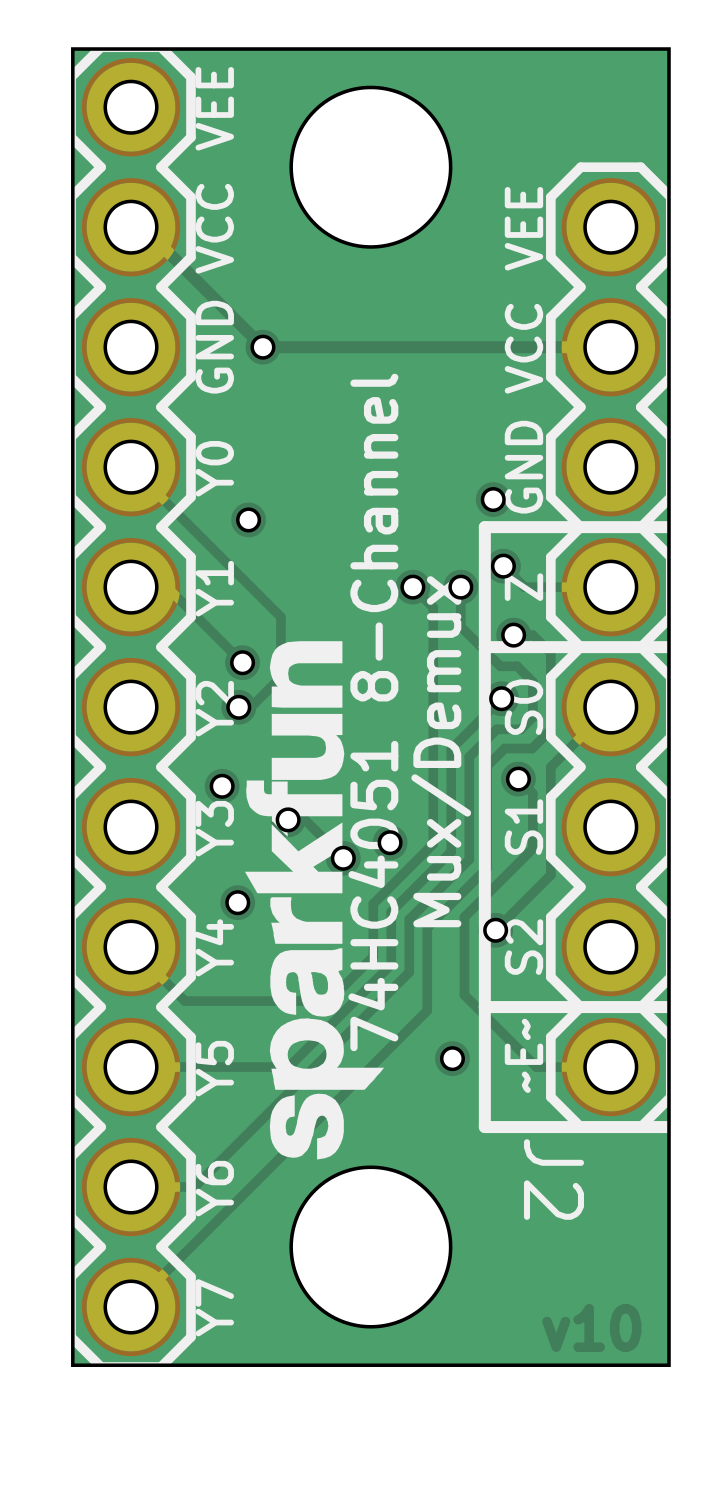 VEE
VCC
GND
Y0
Y1
Y2
Y3
Y4
Y5
Y6
Y7
sparkfun
74HC4051 8-Channel
Mux/Demux
VEE
VCC
GND
Z
S0
S1
S2
~E~
J2
v10